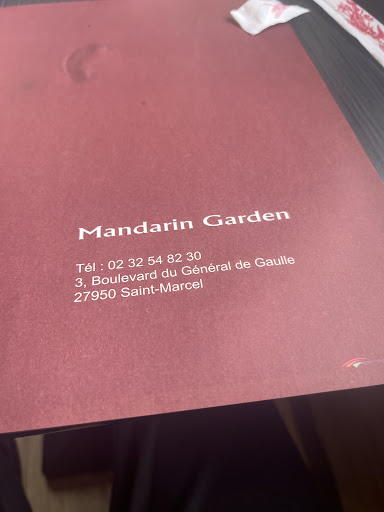 Mandarin Garden
Tél : 02 32 54 82 30
3, Boulevard du Général de Gaulle
27950 Saint-Marcel